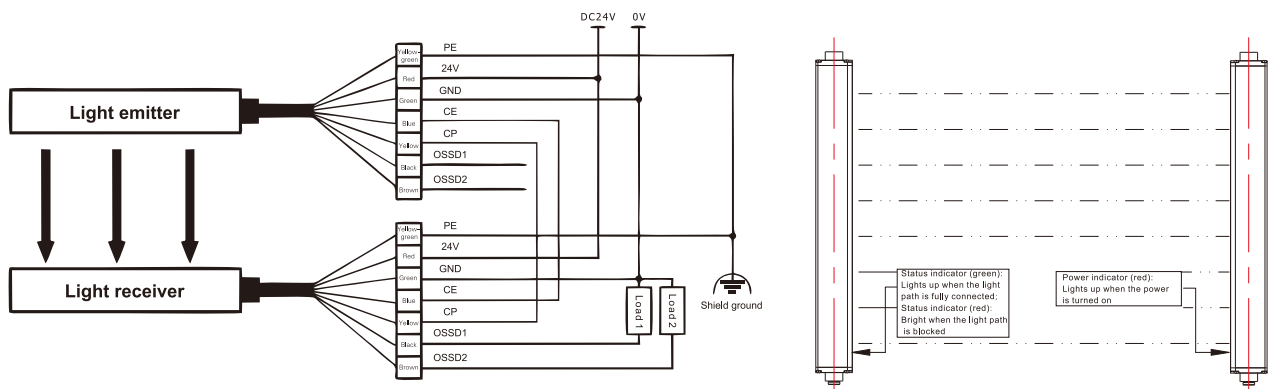 DC24V 0V
Light emitter
Yellow-
green
Red
Green
Blue
Yellow
Black
Brown
PE
24V
GND
CE
CP
OSSD1
OSSD2
Light receiver
Yellow-
green
Red
Green
Blue
Yellow
Black
Brown
PE
24V
GND
CE
CP
OSSD1
OSSD2
Load 1
Load 2
Shield ground
Status indicator (green):
Lights up when the light
path is fully connected;
Status indicator (red):
Bright when the light path
is blocked
Power indicator (red):
Lights up when the power
is turned on